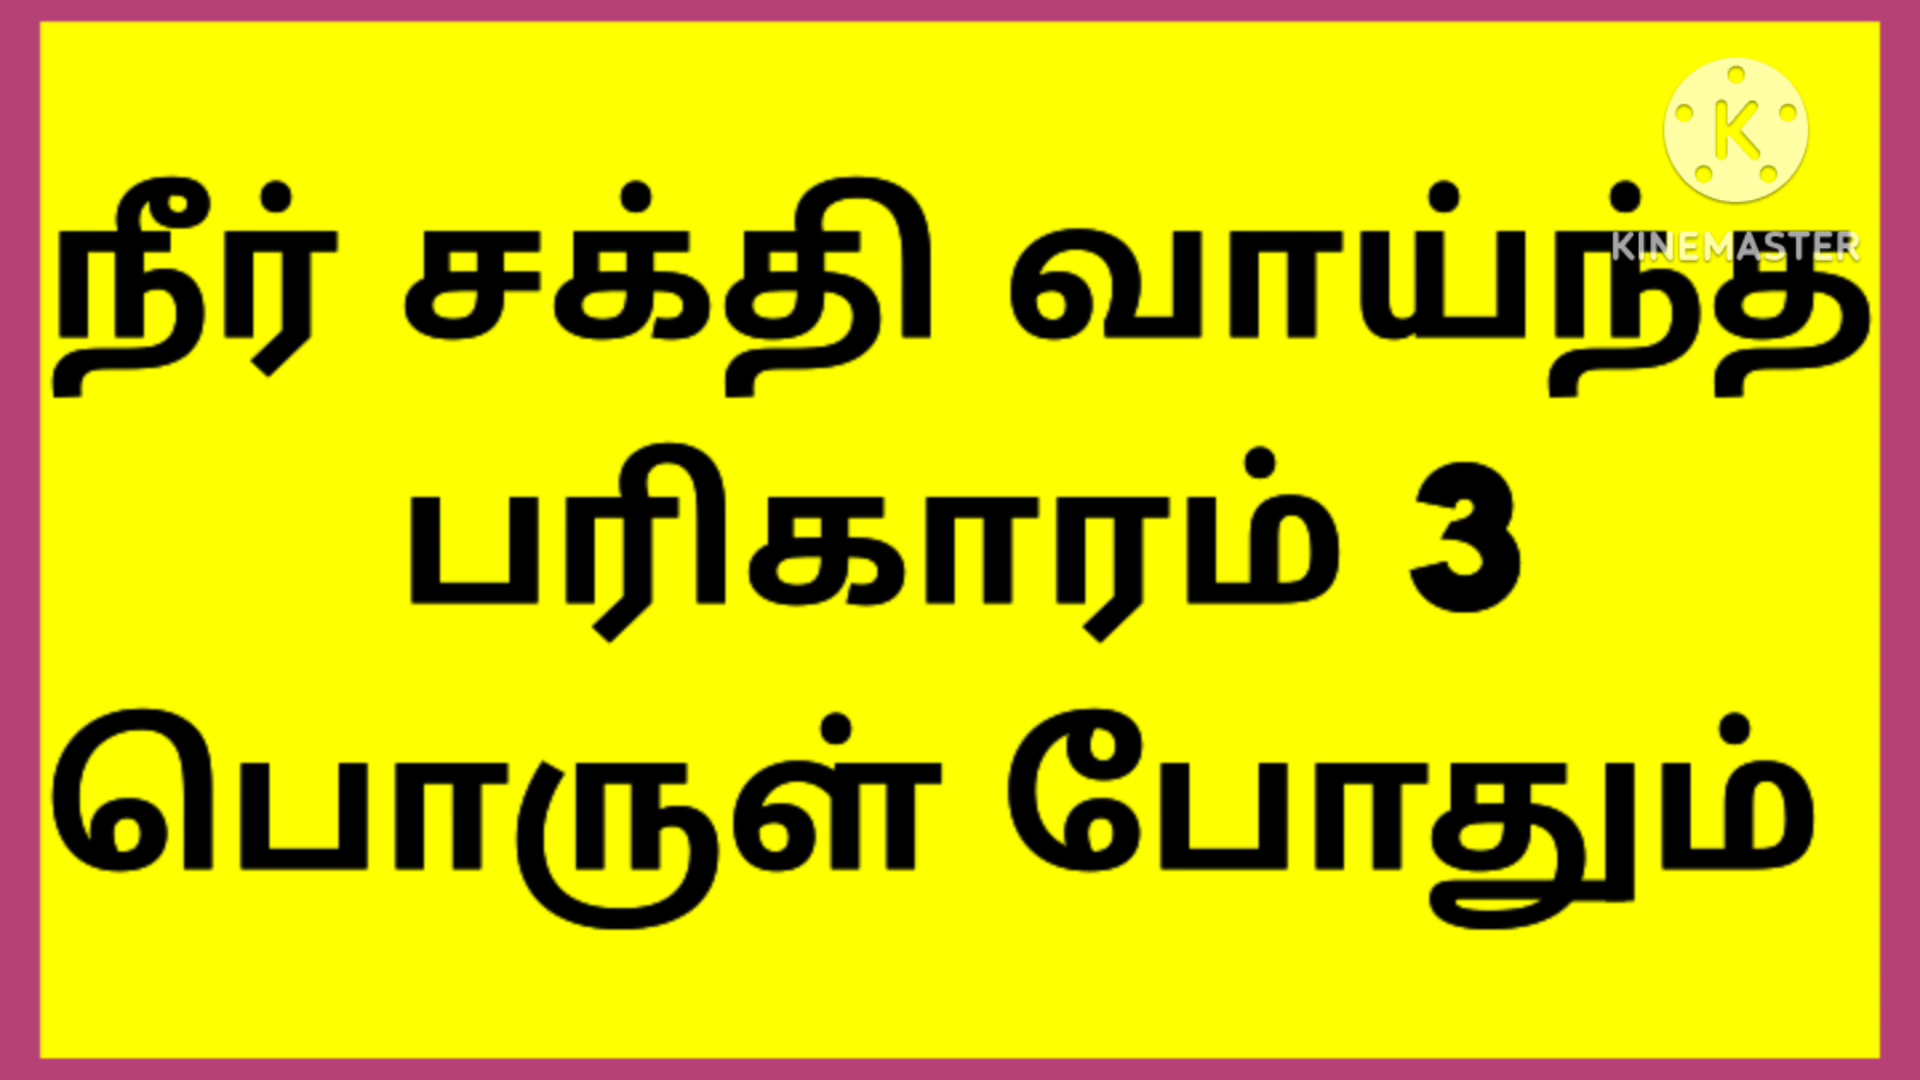 KINEMASTER
நீர் சக்தி வாய்ந்த
பரிகாரம் 3
பொருள் போதும்